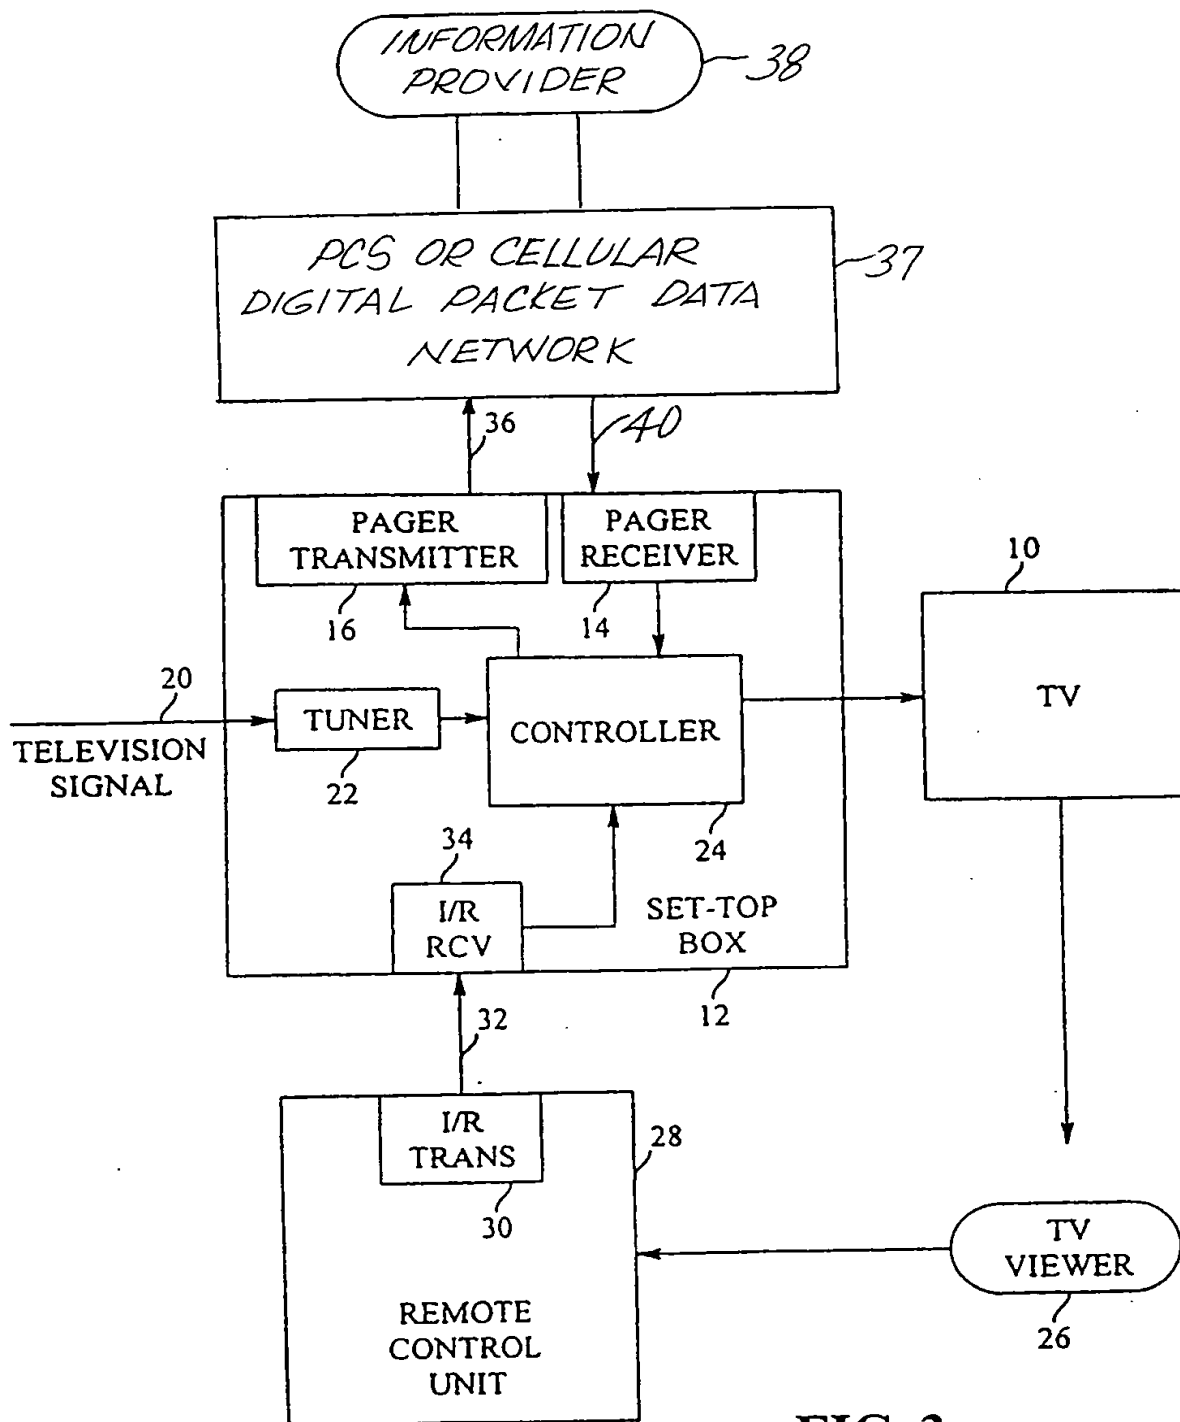 INFORMATION
PROVIDER
38
PCS OR CELLULAR
DIGITAL PACKET DATA
NETWORK
37
36
40
PAGER
TRANSMITTER
PAGER
RECEIVER
16
14
10
20
TUNER
CONTROLLER
TV
TELEVISION
SIGNAL
22
24
34
I/R
RCV
SET-TOP
BOX
12
32
I/R
TRANS
28
30
TV
VIEWER
26
REMOTE
CONTROL
UNIT